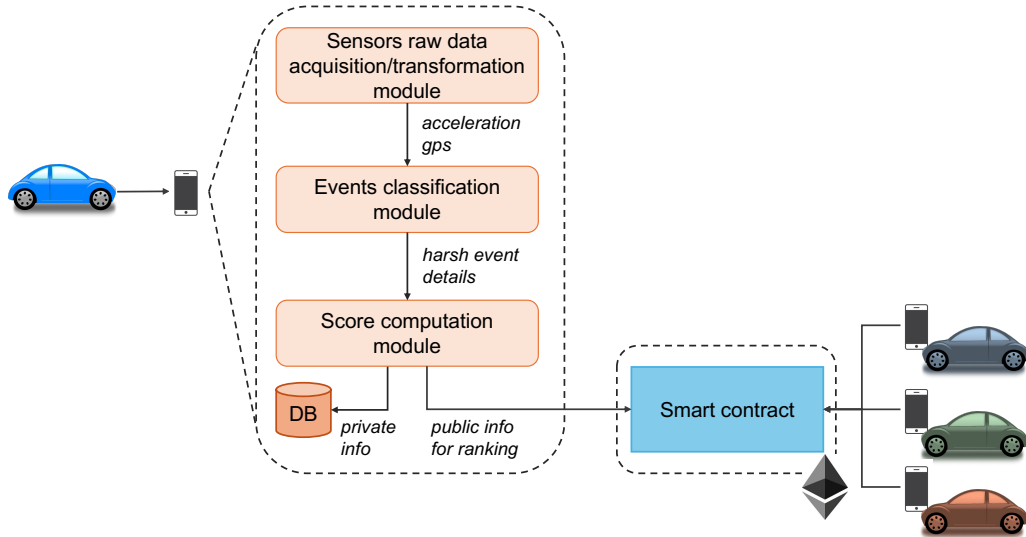 Sensors raw data
acquisition/transformation
module
acceleration
gps
Events classification
module
harsh event
details
Score computation
module
DB
private
info
public info
for ranking
Smart contract